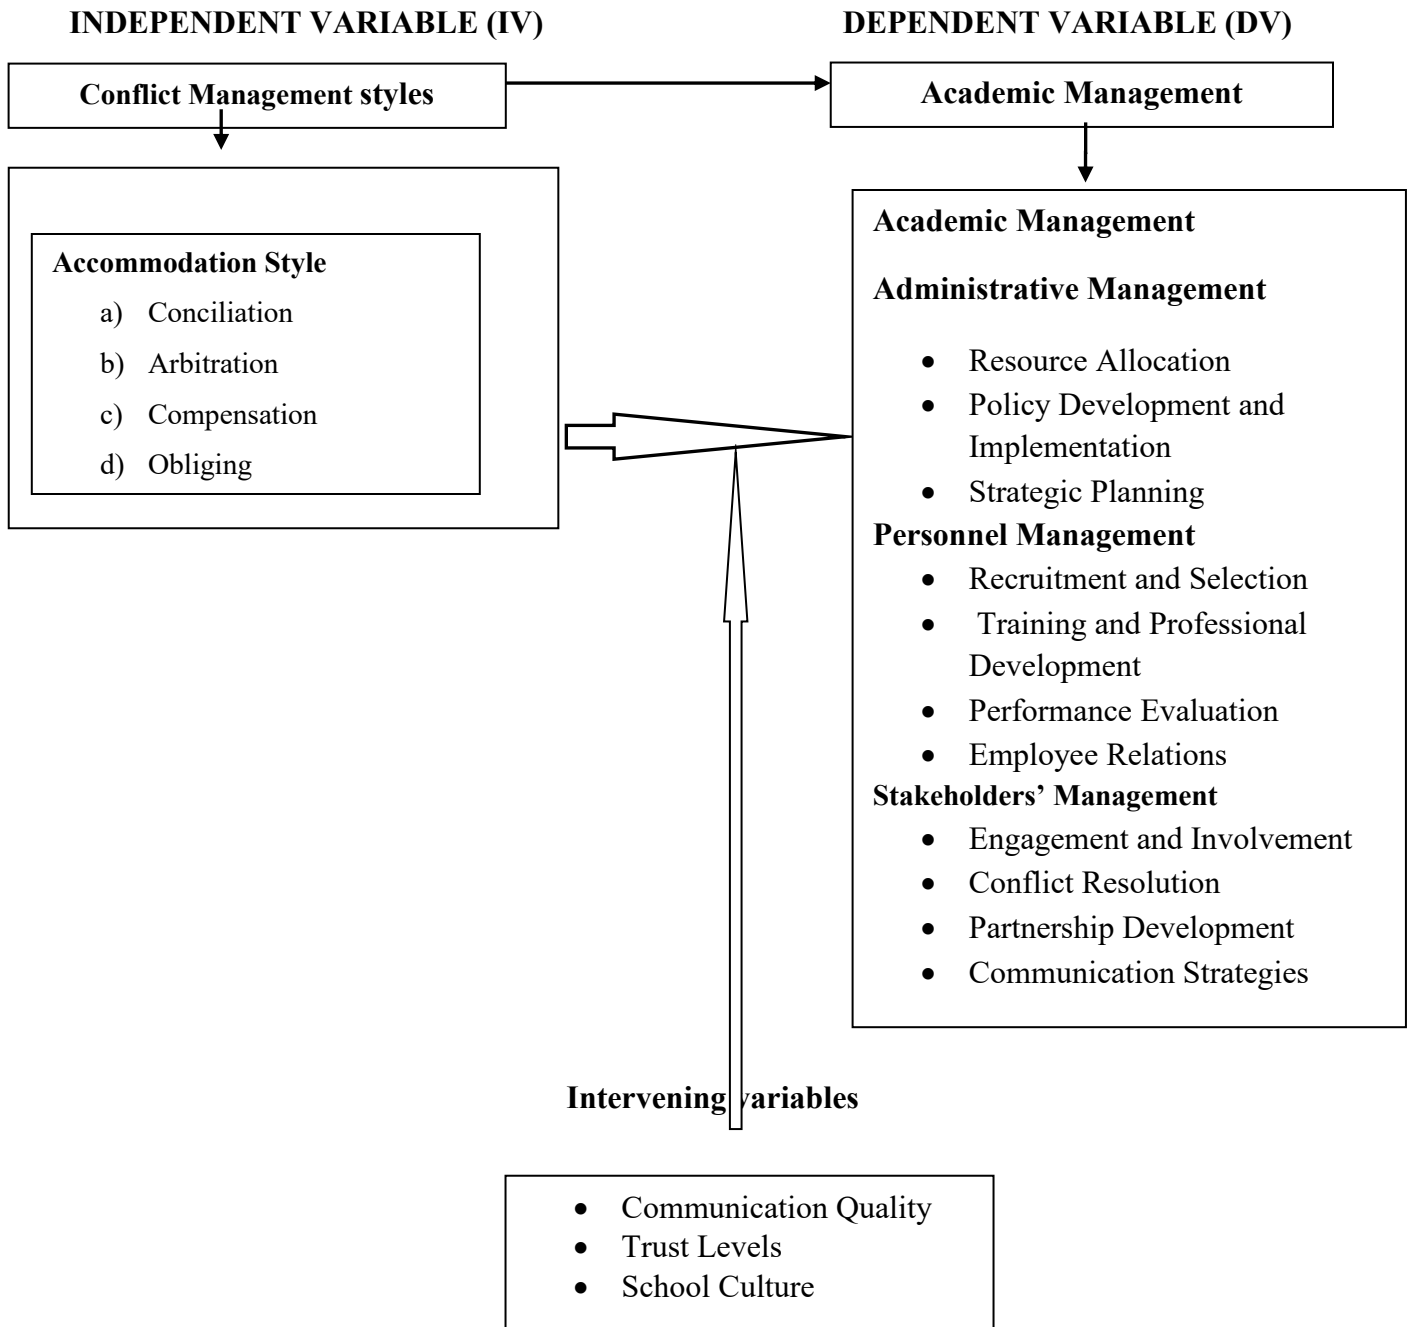 INDEPENDENT VARIABLE (IV)
DEPENDENT VARIABLE (DV)
Conflict Management styles
Academic Management
Accommodation Style
a) Conciliation
b) Arbitration
c) Compensation
d) Obliging
Academic Management
Administrative Management
• Resource Allocation
• Policy Development and
Implementation
• Strategic Planning
Personnel Management
• Recruitment and Selection
• Training and Professional
Development
• Performance Evaluation
• Employee Relations
Stakeholders’ Management
• Engagement and Involvement
• Conflict Resolution
• Partnership Development
• Communication Strategies
Intervening variables
• Communication Quality
• Trust Levels
• School Culture